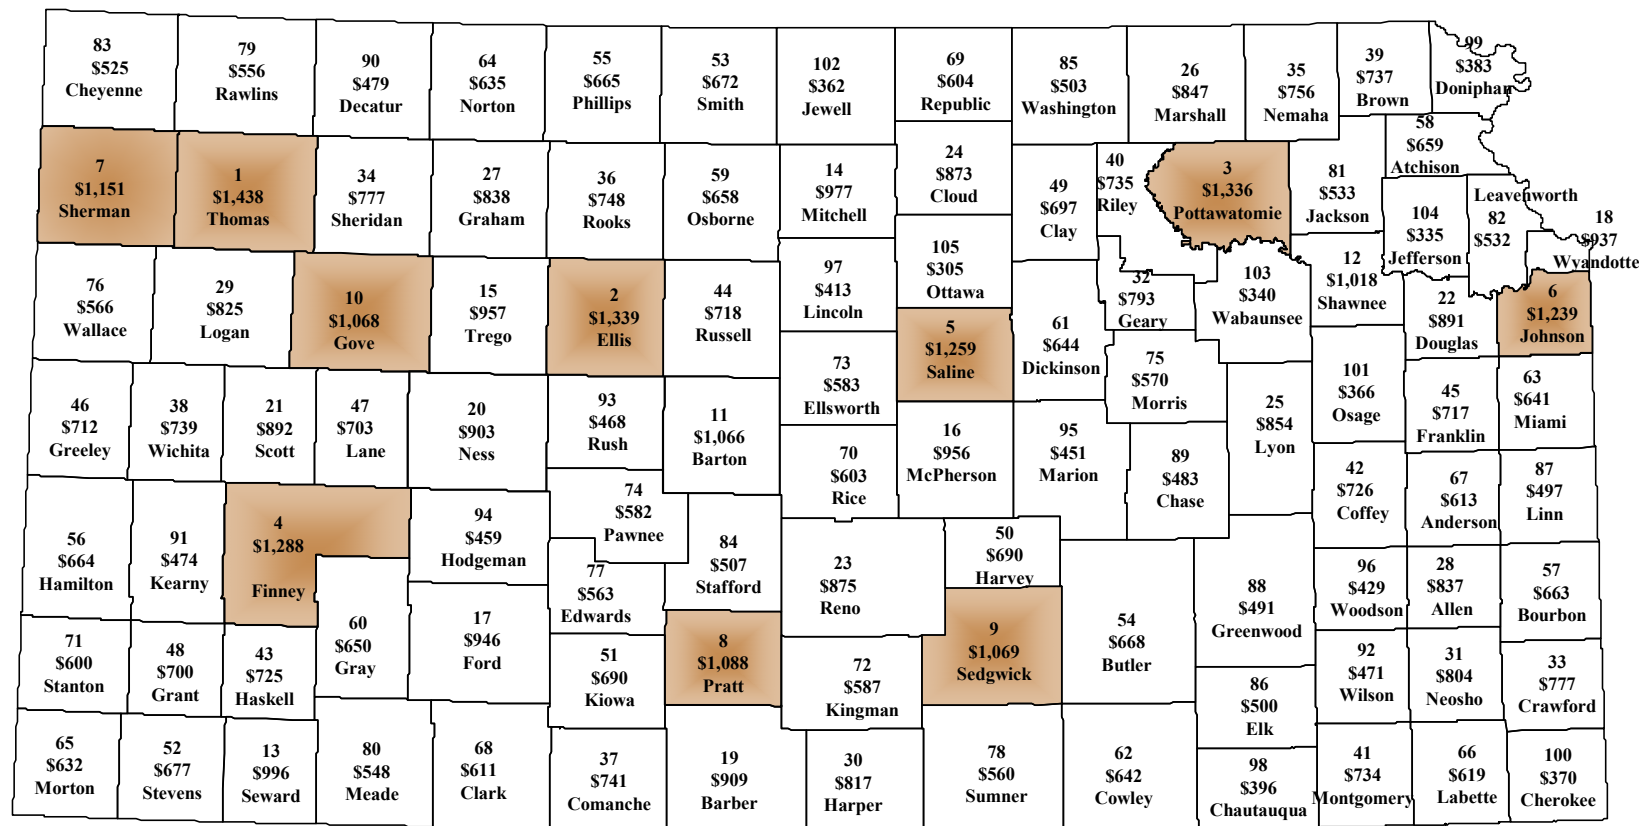 83
$525
Cheyenne
79
$556
Rawlins
90
$479
Decatur
64
$635
Norton
55
$665
Phillips
53
$672
Smith
102
$362
Jewell
69
$604
Republic
85
$503
Washington
26
$847
Marshall
35
$756
Nemaha
39
$737
Brown
99
$383
Doniphan
7
$1,151
Sherman
1
$1,438
Thomas
34
$777
Sheridan
27
$838
Graham
36
$748
Rooks
59
$658
Osborne
14
$977
Mitchell
24
$873
Cloud
49
$697
Clay
40
$735
Riley
3
$1,336
Pottawatomie
81
$533
Jackson
58
$659
Atchison
104
$335
Jefferson
Leavenworth
82
$532
18
$937
Wyandotte
76
$566
Wallace
29
$825
Logan
10
$1,068
Gove
15
$957
Trego
2
$1,339
Ellis
44
$718
Russell
97
$413
Lincoln
105
$305
Ottawa
5
$1,259
Saline
61
$644
Dickinson
32
$793
Geary
103
$340
Wabaunsee
12
$1,018
Shawnee
22
$891
Douglas
6
$1,239
Johnson
46
$712
Greeley
38
$739
Wichita
21
$892
Scott
47
$703
Lane
20
$903
Ness
93
$468
Rush
11
$1,066
Barton
73
$583
Ellsworth
70
$603
Rice
16
$956
McPherson
95
$451
Marion
75
$570
Morris
89
$483
Chase
25
$854
Lyon
101
$366
Osage
45
$717
Franklin
63
$641
Miami
56
$664
Hamilton
91
$474
Kearny
4
$1,288
Finney
94
$459
Hodgeman
74
$582
Pawnee
77
$563
Edwards
84
$507
Stafford
23
$875
Reno
50
$690
Harvey
42
$726
Coffey
67
$613
Anderson
87
$497
Linn
71
$600
Stanton
48
$700
Grant
43
$725
Haskell
60
$650
Gray
17
$946
Ford
51
$690
Kiowa
8
$1,088
Pratt
72
$587
Kingman
9
$1,069
Sedgwick
54
$668
Butler
88
$491
Greenwood
96
$429
Woodson
28
$837
Allen
57
$663
Bourbon
92
$471
Wilson
31
$804
Neosho
33
$777
Crawford
65
$632
Morton
52
$677
Stevens
13
$996
Seward
80
$548
Meade
68
$611
Clark
37
$741
Comanche
19
$909
Barber
30
$817
Harper
78
$560
Sumner
62
$642
Cowley
86
$500
Elk
98
$396
Chautauqua
41
$734
Montgomery
66
$619
Labette
100
$370
Cherokee